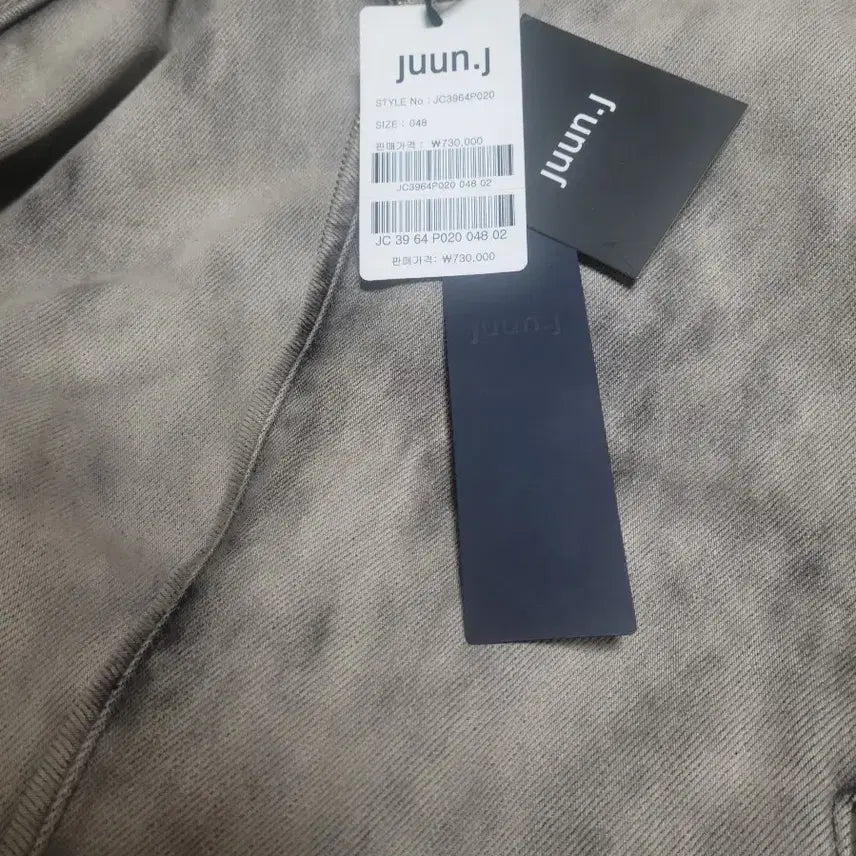 juun.j
STYLE No : JC3964P020
SIZE : 048
판매가격 : ₩730,000
JC3964P020 048 02
JC 39 64 P020 048 02
판매가격: ₩730,000
juun.j
juun.j